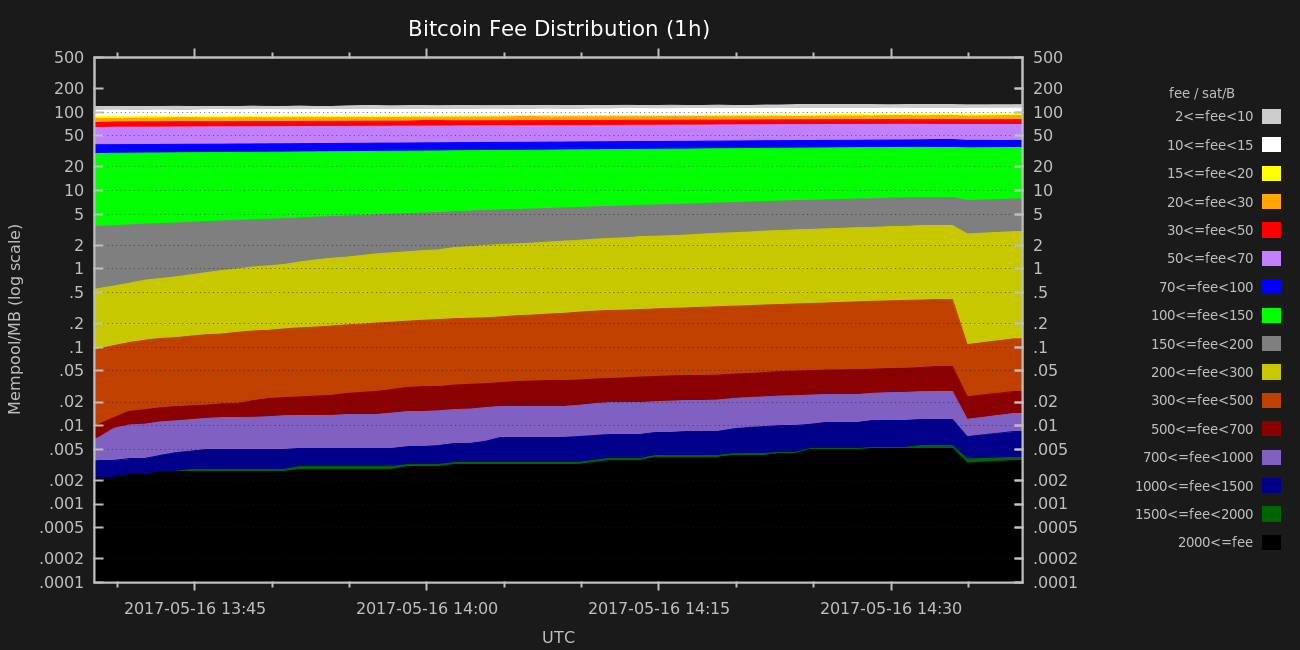 Bitcoin Fee Distribution (1h)
Mempool/MB (log scale)
500
200
100
50
20
10
5
2
1
.5
.2
.1
.05
.02
.01
.005
.002
.001
.0005
.0002
.0001
500
200
100
50
20
10
5
2
1
.5
.2
.1
.05
.02
.01
.005
.002
.001
.0005
.0002
.0001
2017-05-16 13:45
2017-05-16 14:00
2017-05-16 14:15
2017-05-16 14:30
UTC
fee / sat/B
2<=fee<10
10<=fee<15
15<=fee<20
20<=fee<30
30<=fee<50
50<=fee<70
70<=fee<100
100<=fee<150
150<=fee<200
200<=fee<300
300<=fee<500
500<=fee<700
700<=fee<1000
1000<=fee<1500
1500<=fee<2000
2000<=fee